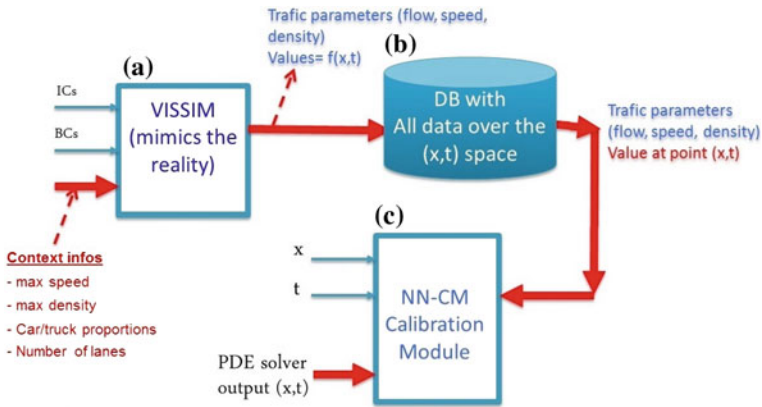 Trafic parameters (flow, speed,
density)
Values= f(x,t)
(a)
(b)
ICs
BCs
VISSIM
(mimics the
reality)
DB with
All data over the
(x,t) space
Trafic parameters
(flow, speed, density)
Value at point (x,t)
Context infos
- max speed
- max density
- Car/truck proportions
- Number of lanes
(c)
x
t
NN-CM
Calibration
Module
PDE solver
output (x,t)